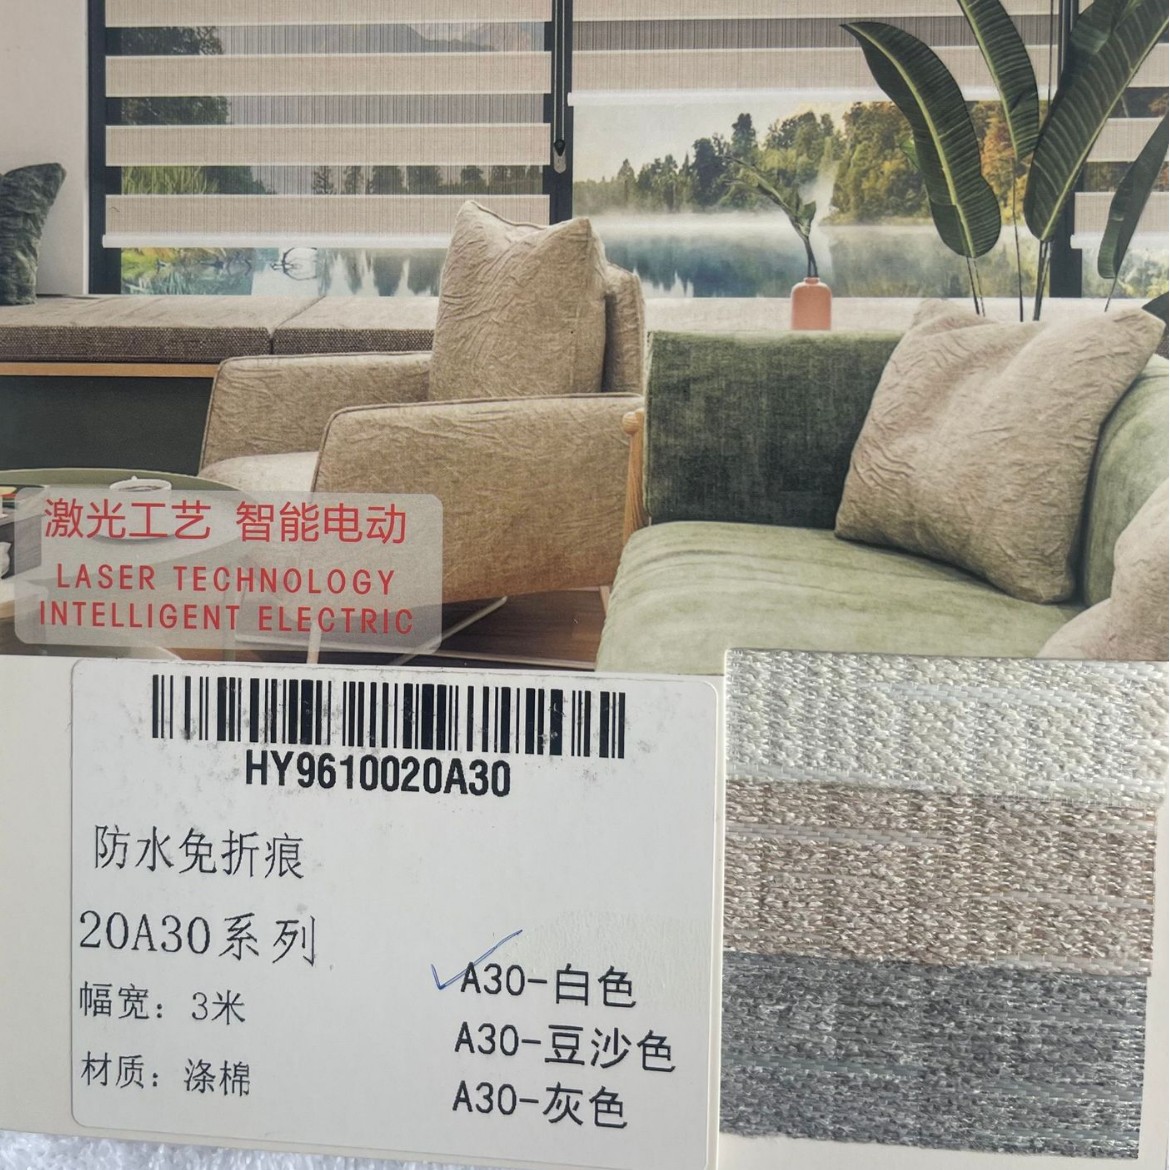 激光工艺 智能电动
LASER TECHNOLOGY
INTELLIGENT ELECTRIC
HY9610020A30
防水免折痕
20A30系列
幅宽：3米
材质：涤棉
A30-白色
A30-豆沙色
A30-灰色